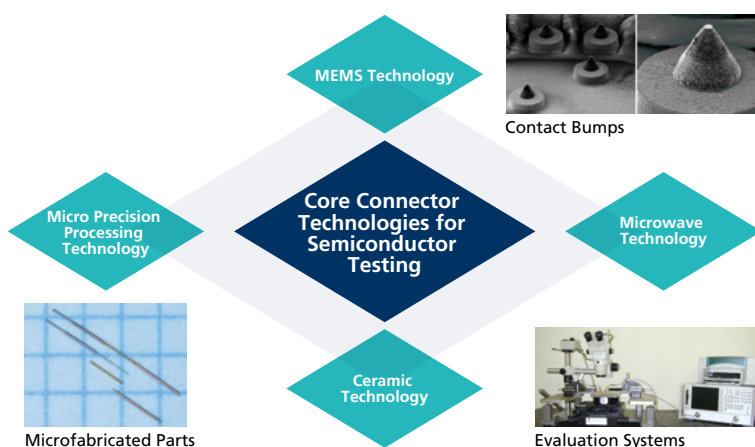 MEMS Technology
Contact Bumps
Core Connector
Technologies for
Semiconductor
Testing
Micro Precision
Processing
Technology
Microwave
Technology
Ceramic
Technology
Microfabricated Parts
Evaluation Systems